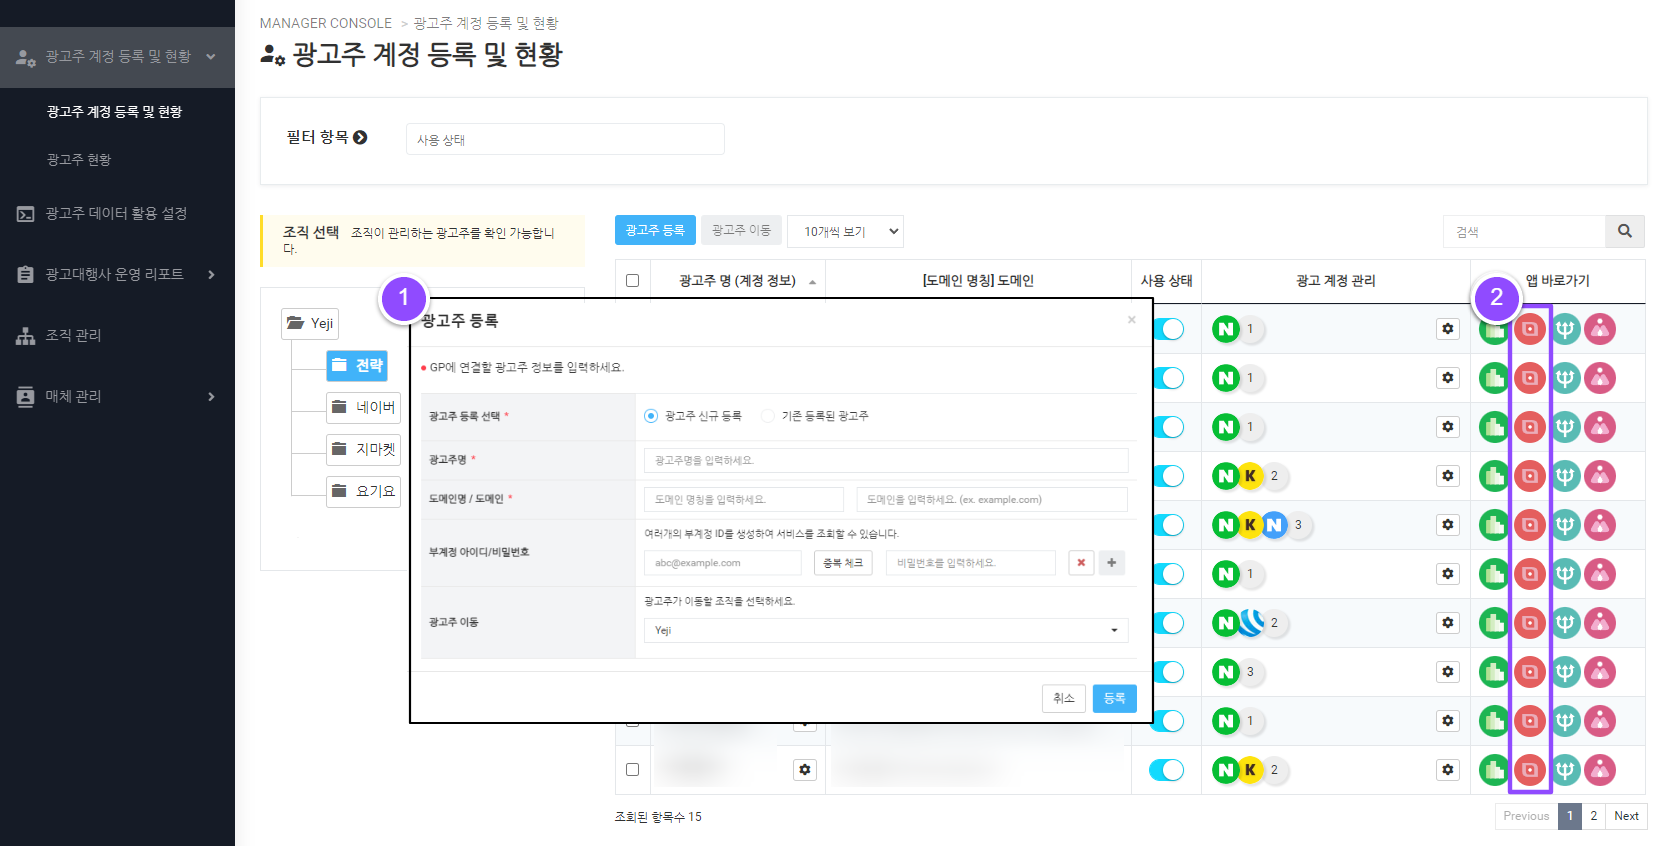 MANAGER CONSOLE > 광고주 계정 등록 및 현황
광고주 계정 등록 및 현황
광고주 계정 등록 및 현황
광고주 계정 등록 및 현황
광고주 현황
광고주 데이터 활용 설정
광고대행사 운영 리포트
조직 관리
매체 관리
필터 항목
사용 상태
조직 선택 조직이 관리하는 광고주를 확인 가능합니
다.
광고주 등록
광고주 이동
10개씩 보기
검색
광고주 명 (계정 정보)
[도메인 명칭] 도메인
사용 상태
광고 계정 관리
앱 바로가기
Yeji
전략
네이버
지마켓
요기요
1
광고주 등록
×
GP에 연결할 광고주 정보를 입력하세요.
광고주 등록 선택 *
광고주 신규 등록
기존 등록된 광고주
광고주명 *
광고주명을 입력하세요.
도메인명 / 도메인 *
도메인 명칭을 입력하세요.
도메인을 입력하세요. (ex. example.com)
부계정 아이디/비밀번호
여러개의 부계정 ID를 생성하여 서비스를 조회할 수 있습니다.
abc@example.com
중복 체크
비밀번호를 입력하세요.
광고주 이동
광고주가 이동할 조직을 선택하세요.
Yeji
취소
등록
2
N 1
N 1
N 1
N K 2
N K N 3
N 1
N 2
N 3
N 1
N K 2
조회된 항목수 15
Previous 1 2 Next